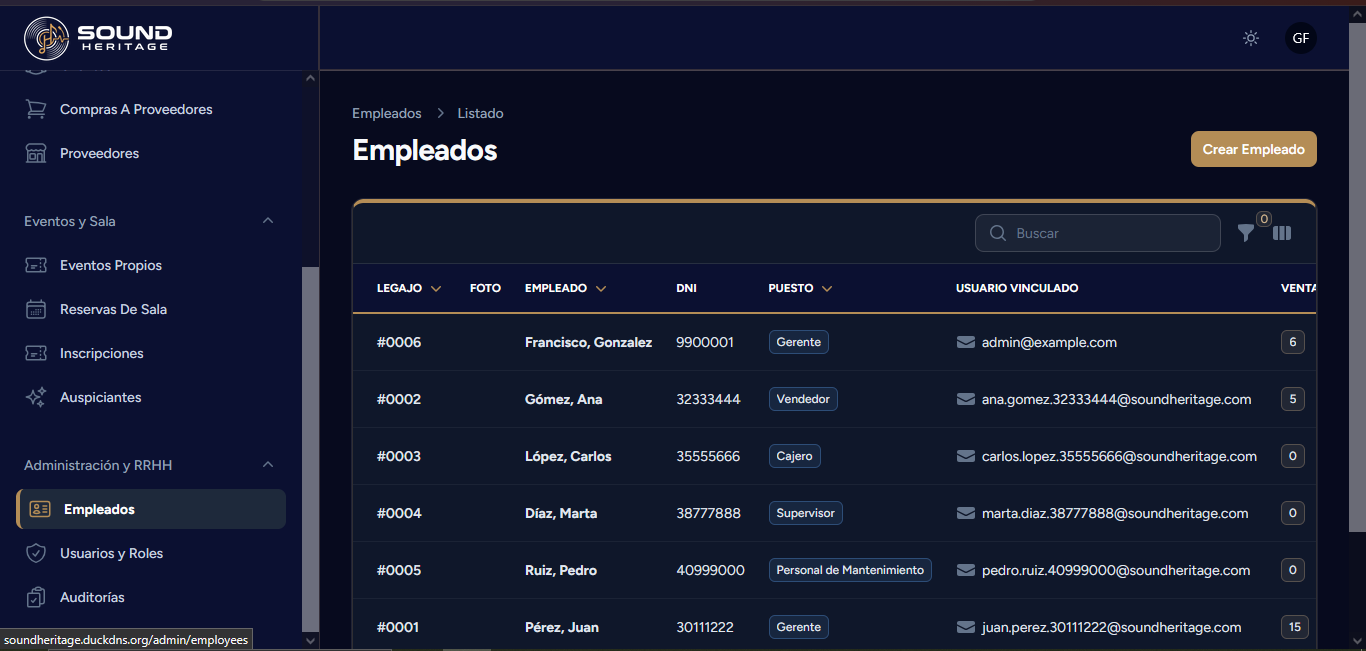 SOUND
HERITAGE
GF
Compras A Proveedores
Proveedores
Eventos y Sala
Eventos Propios
Reservas De Sala
Inscripciones
Auspiciantes
Administración y RRHH
Empleados
Usuarios y Roles
Auditorías
soundheritage.duckdns.org/admin/employees
Empleados > Listado
Empleados
Crear Empleado
Buscar
0
LEGAJO FOTO EMPLEADO DNI PUESTO USUARIO VINCULADO VENTA
#0006 Francisco, Gonzalez 9900001 Gerente admin@example.com 6
#0002 Gómez, Ana 32333444 Vendedor ana.gomez.32333444@soundheritage.com 5
#0003 López, Carlos 35555666 Cajero carlos.lopez.35555666@soundheritage.com 0
#0004 Díaz, Marta 38777888 Supervisor marta.diaz.38777888@soundheritage.com 0
#0005 Ruiz, Pedro 40999000 Personal de Mantenimiento pedro.ruiz.40999000@soundheritage.com 0
#0001 Pérez, Juan 30111222 Gerente juan.perez.30111222@soundheritage.com 15